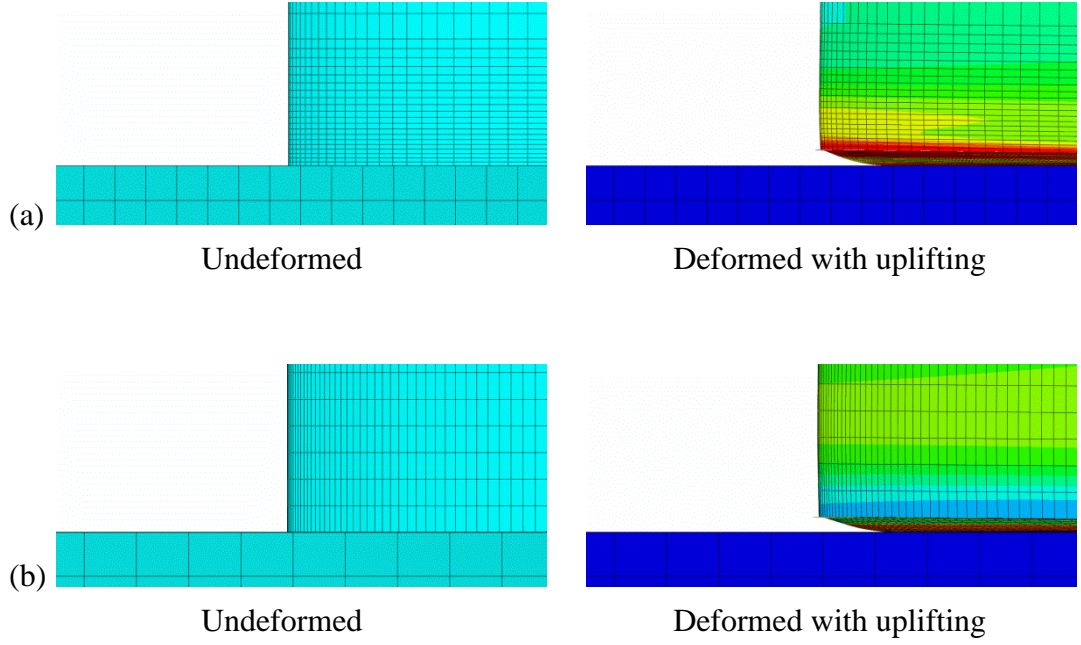 (a)
Undeformed
Deformed with uplifting
(b)
Undeformed
Deformed with uplifting